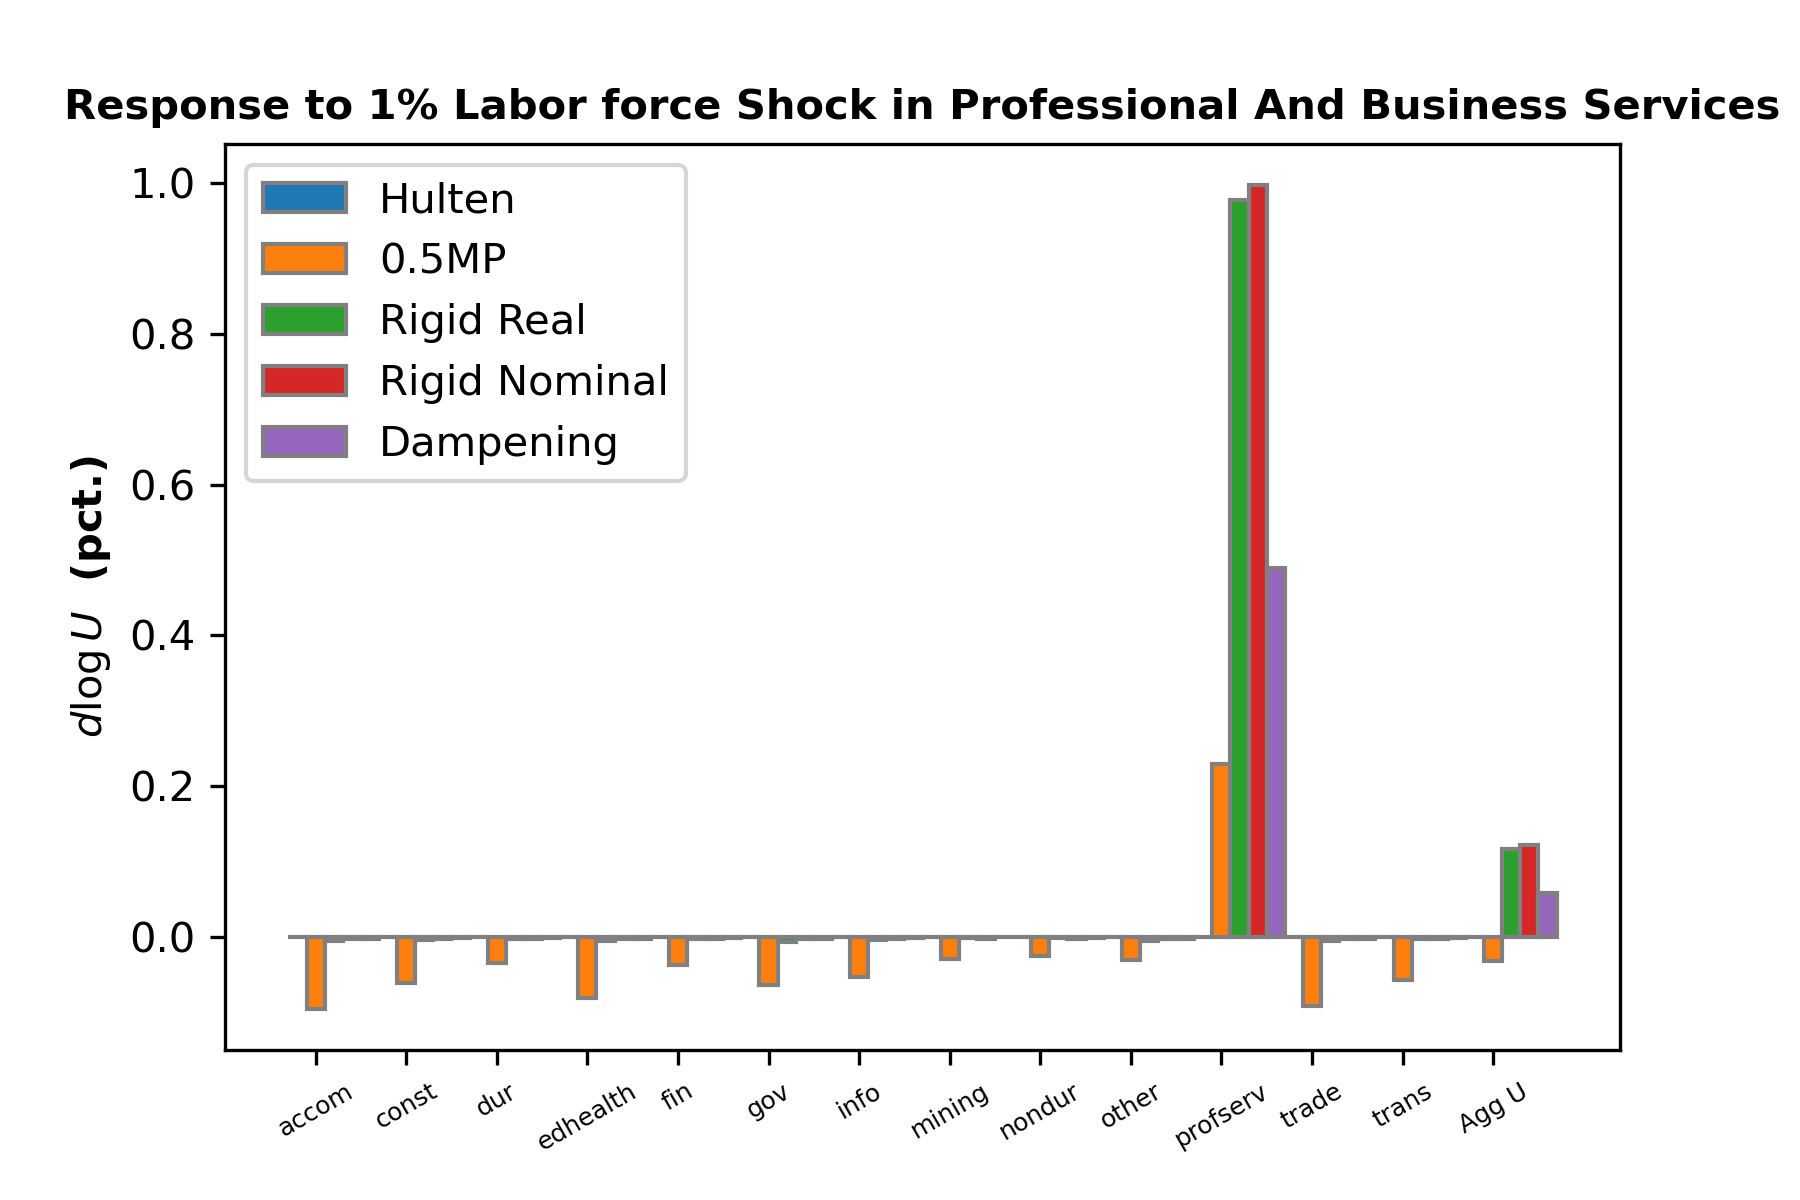 Response to 1% Labor force Shock in Professional And Business Services
d log U (pct.)
1.0
0.8
0.6
0.4
0.2
0.0
Hulten
0.5MP
Rigid Real
Rigid Nominal
Dampening
accom const dur edhealth fin gov info mining nondur other profserv trade trans Agg U